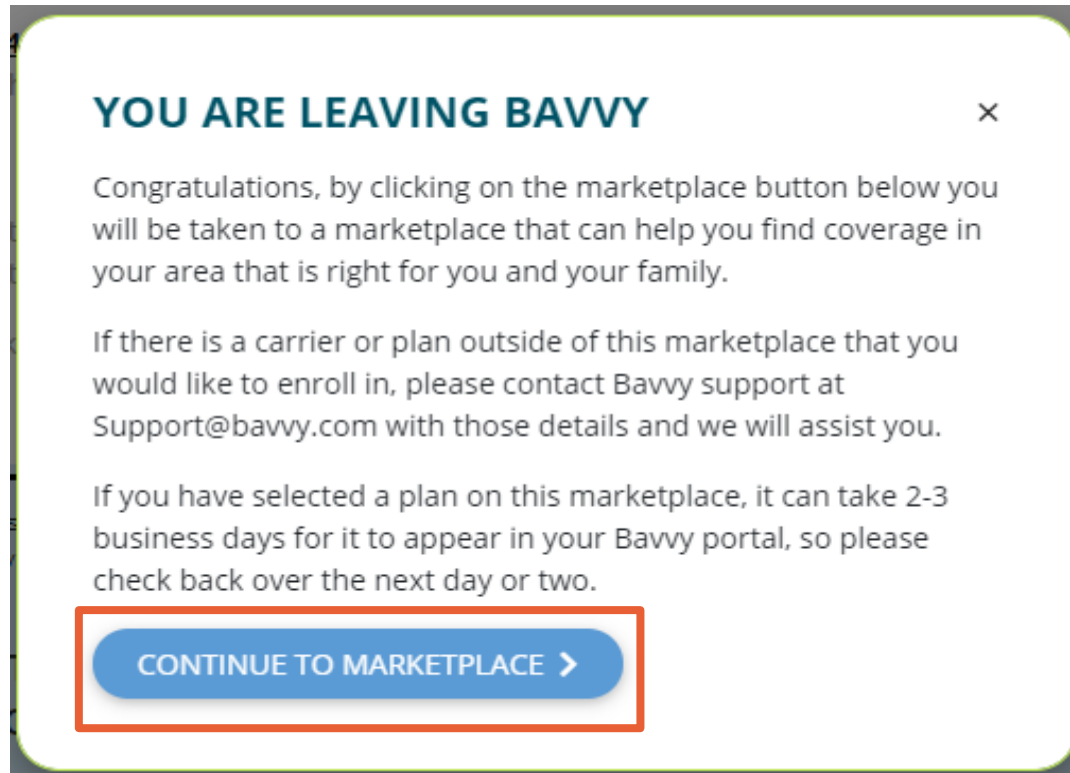 YOU ARE LEAVING BAVVY
×
Congratulations, by clicking on the marketplace button below you
will be taken to a marketplace that can help you find coverage in
your area that is right for you and your family.
If there is a carrier or plan outside of this marketplace that you
would like to enroll in, please contact Bavvy support at
Support@bavvy.com with those details and we will assist you.
If you have selected a plan on this marketplace, it can take 2-3
business days for it to appear in your Bavvy portal, so please
check back over the next day or two.
CONTINUE TO MARKETPLACE >